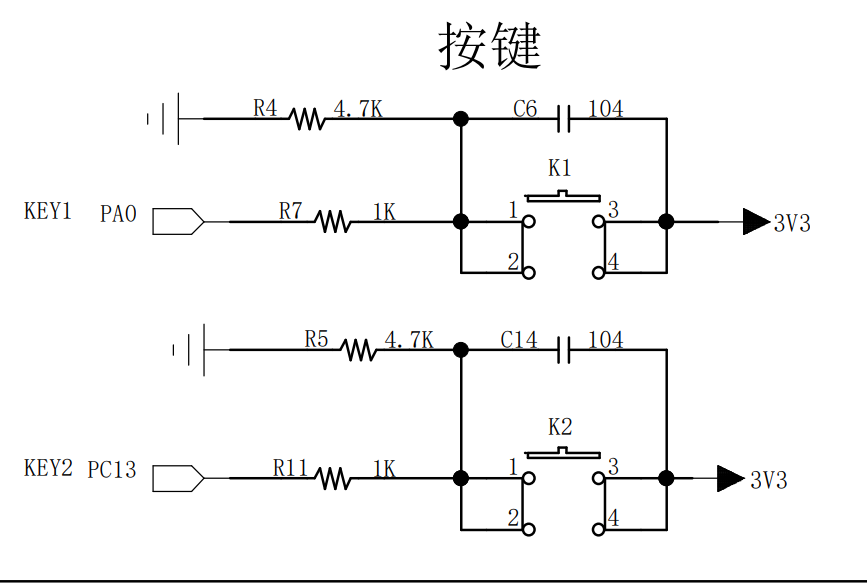 按键
R4 4.7K C6 104
K1
KEY1 PA0 R7 1K 1 3 3V3
2 4
R5 4.7K C14 104
K2
KEY2 PC13 R11 1K 1 3 3V3
2 4